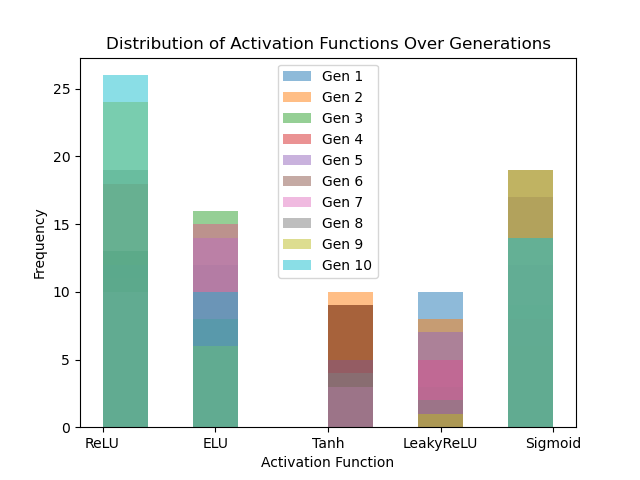 Distribution of Activation Functions Over Generations
25
20
15
10
5
0
Frequency
Gen 1
Gen 2
Gen 3
Gen 4
Gen 5
Gen 6
Gen 7
Gen 8
Gen 9
Gen 10
ReLU ELU Tanh LeakyReLU Sigmoid
Activation Function